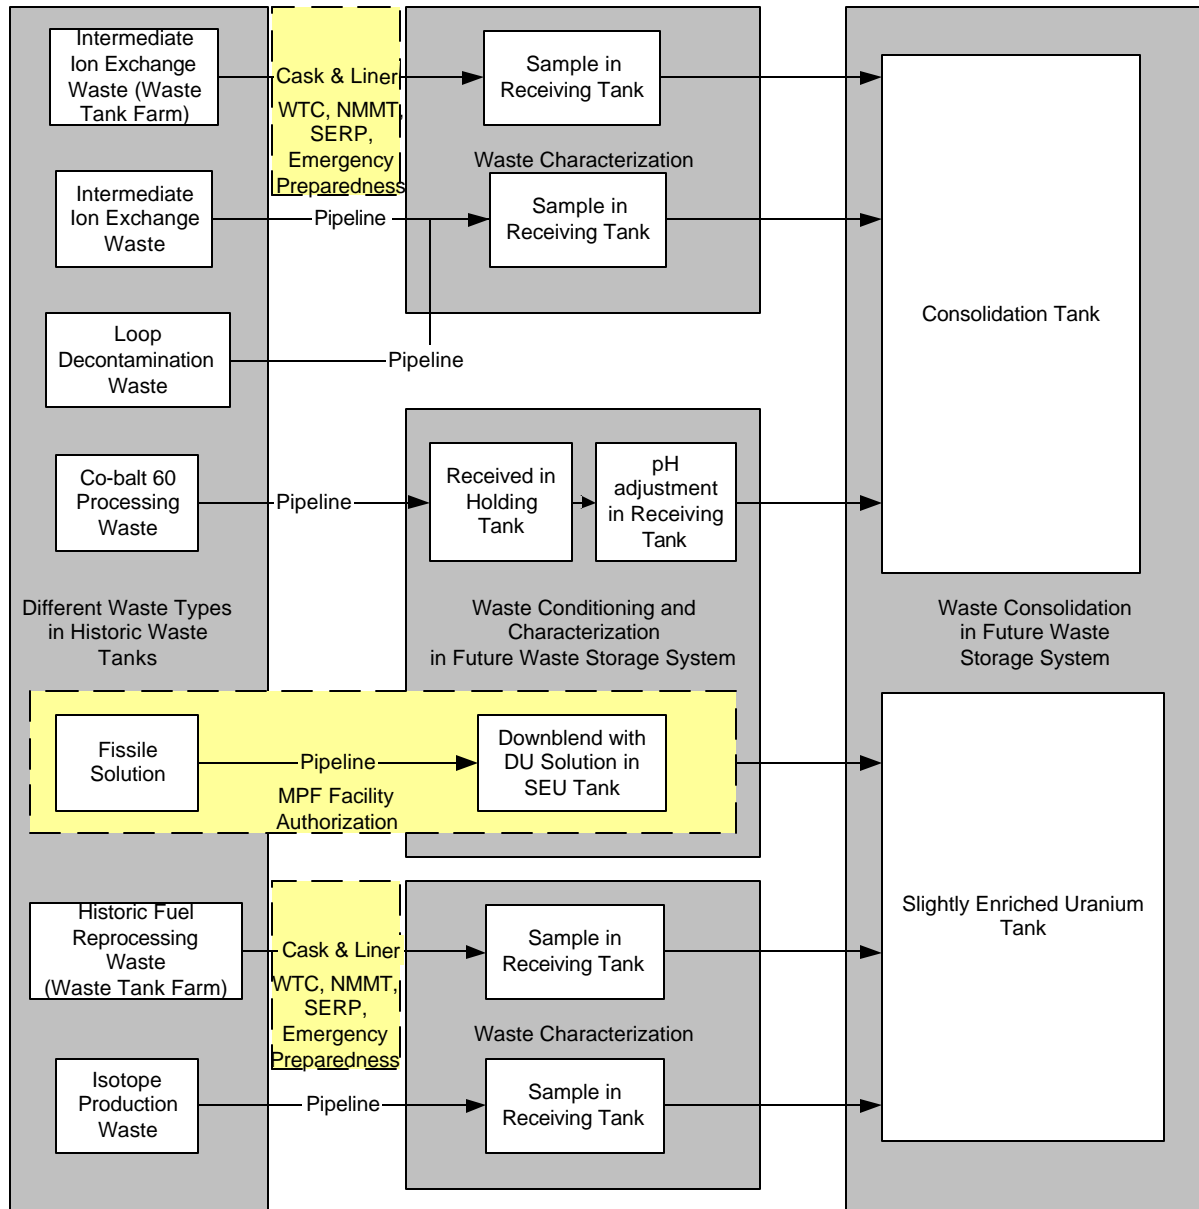 Intermediate
Ion Exchange
Waste (Waste
Tank Farm)
Cask & Liner
WTC, NMMT,
SERP,
Emergency
Preparedness
Sample in
Receiving Tank
Waste Characterization
Intermediate
Ion Exchange
Waste
Pipeline
Sample in
Receiving Tank
Consolidation Tank
Loop
Decontamination
Waste
Pipeline
Co-balt 60
Processing
Waste
Pipeline
Received in
Holding
Tank
pH
adjustment
in Receiving
Tank
Different Waste Types
in Historic Waste
Tanks
Waste Conditioning and
Characterization
in Future Waste Storage System
Waste Consolidation
in Future Waste
Storage System
Fissile
Solution
Pipeline
MPF Facility
Authorization
Downblend with
DU Solution in
SEU Tank
Historic Fuel
Reprocessing
Waste
(Waste Tank Farm)
Cask & Liner
WTC, NMMT,
SERP,
Emergency
Preparedness
Sample in
Receiving Tank
Slightly Enriched Uranium
Tank
Waste Characterization
Isotope
Production
Waste
Pipeline
Sample in
Receiving Tank